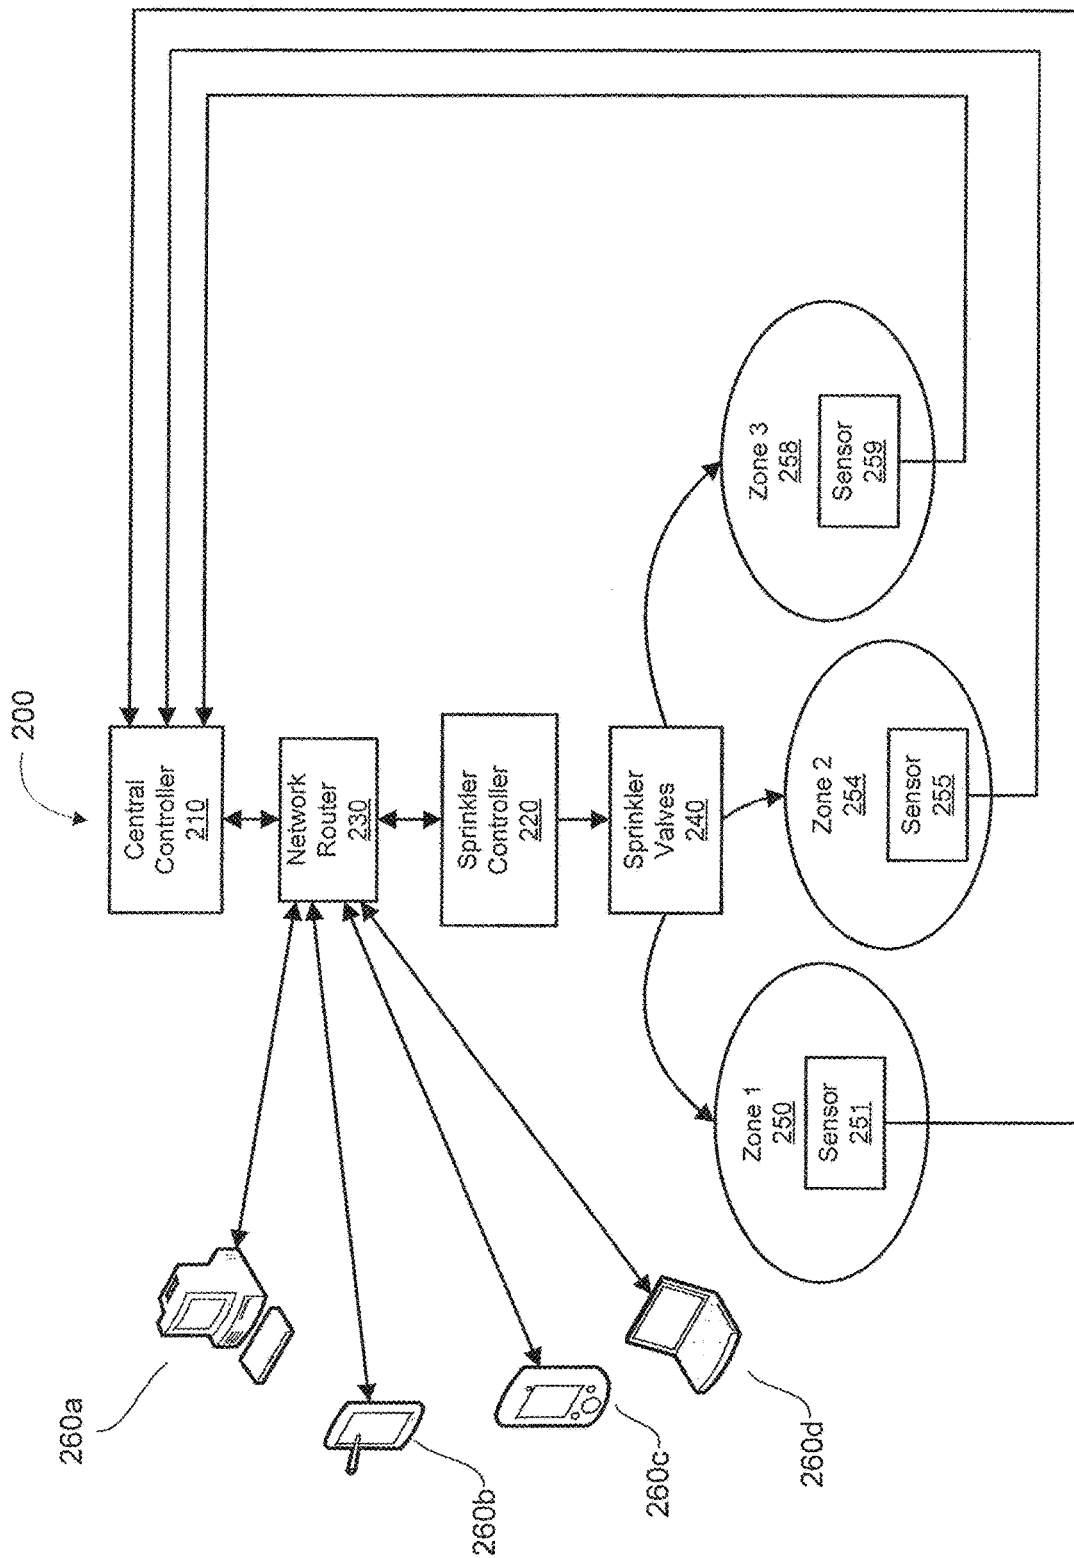 200
Central
Controller
210
Network
Router
230
Sprinkler
Controller
220
Sprinkler
Valves
240
Zone 1
250
Sensor
251
Zone 2
254
Sensor
255
Zone 3
258
Sensor
259
260a
260b
260c
260d